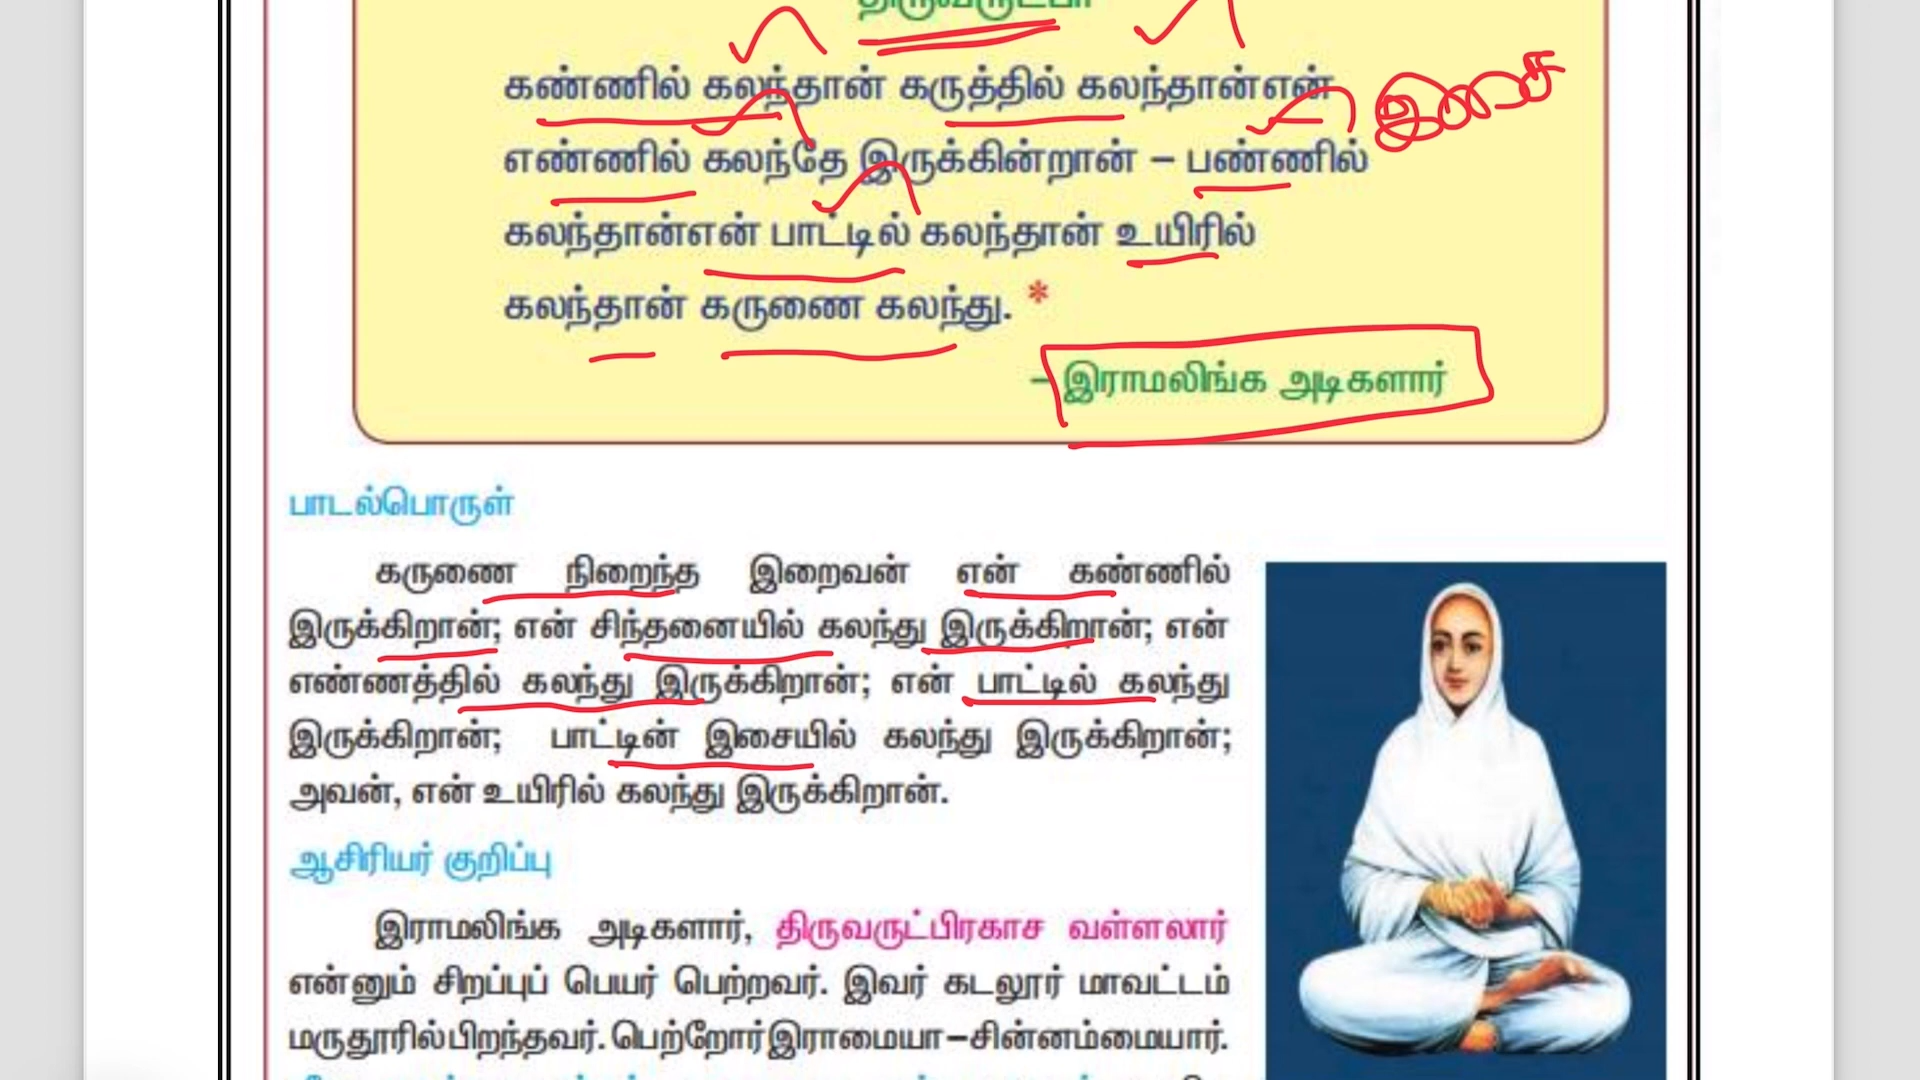 திருவருட்பா
கண்ணில் கலந்தான் கருத்தில் கலந்தான்என்
இசை
எண்ணில் கலந்தே இருக்கின்றான் – பண்ணில்
கலந்தான்என் பாட்டில் கலந்தான் உயிரில்
கலந்தான் கருணை கலந்து. *
– இராமலிங்க அடிகளார்
பாடல்பொருள்
கருணை நிறைந்த இறைவன் என் கண்ணில்
இருக்கிறான்; என் சிந்தனையில் கலந்து இருக்கிறான்; என்
எண்ணத்தில் கலந்து இருக்கிறான்; என் பாட்டில் கலந்து
இருக்கிறான்; பாட்டின் இசையில் கலந்து இருக்கிறான்;
அவன், என் உயிரில் கலந்து இருக்கிறான்.
ஆசிரியர் குறிப்பு
இராமலிங்க அடிகளார், திருவருட்பிரகாச வள்ளலார்
என்னும் சிறப்புப் பெயர் பெற்றவர். இவர் கடலூர் மாவட்டம்
மருதூரில்பிறந்தவர். பெற்றோர்இராமையா–சின்னம்மையார்.